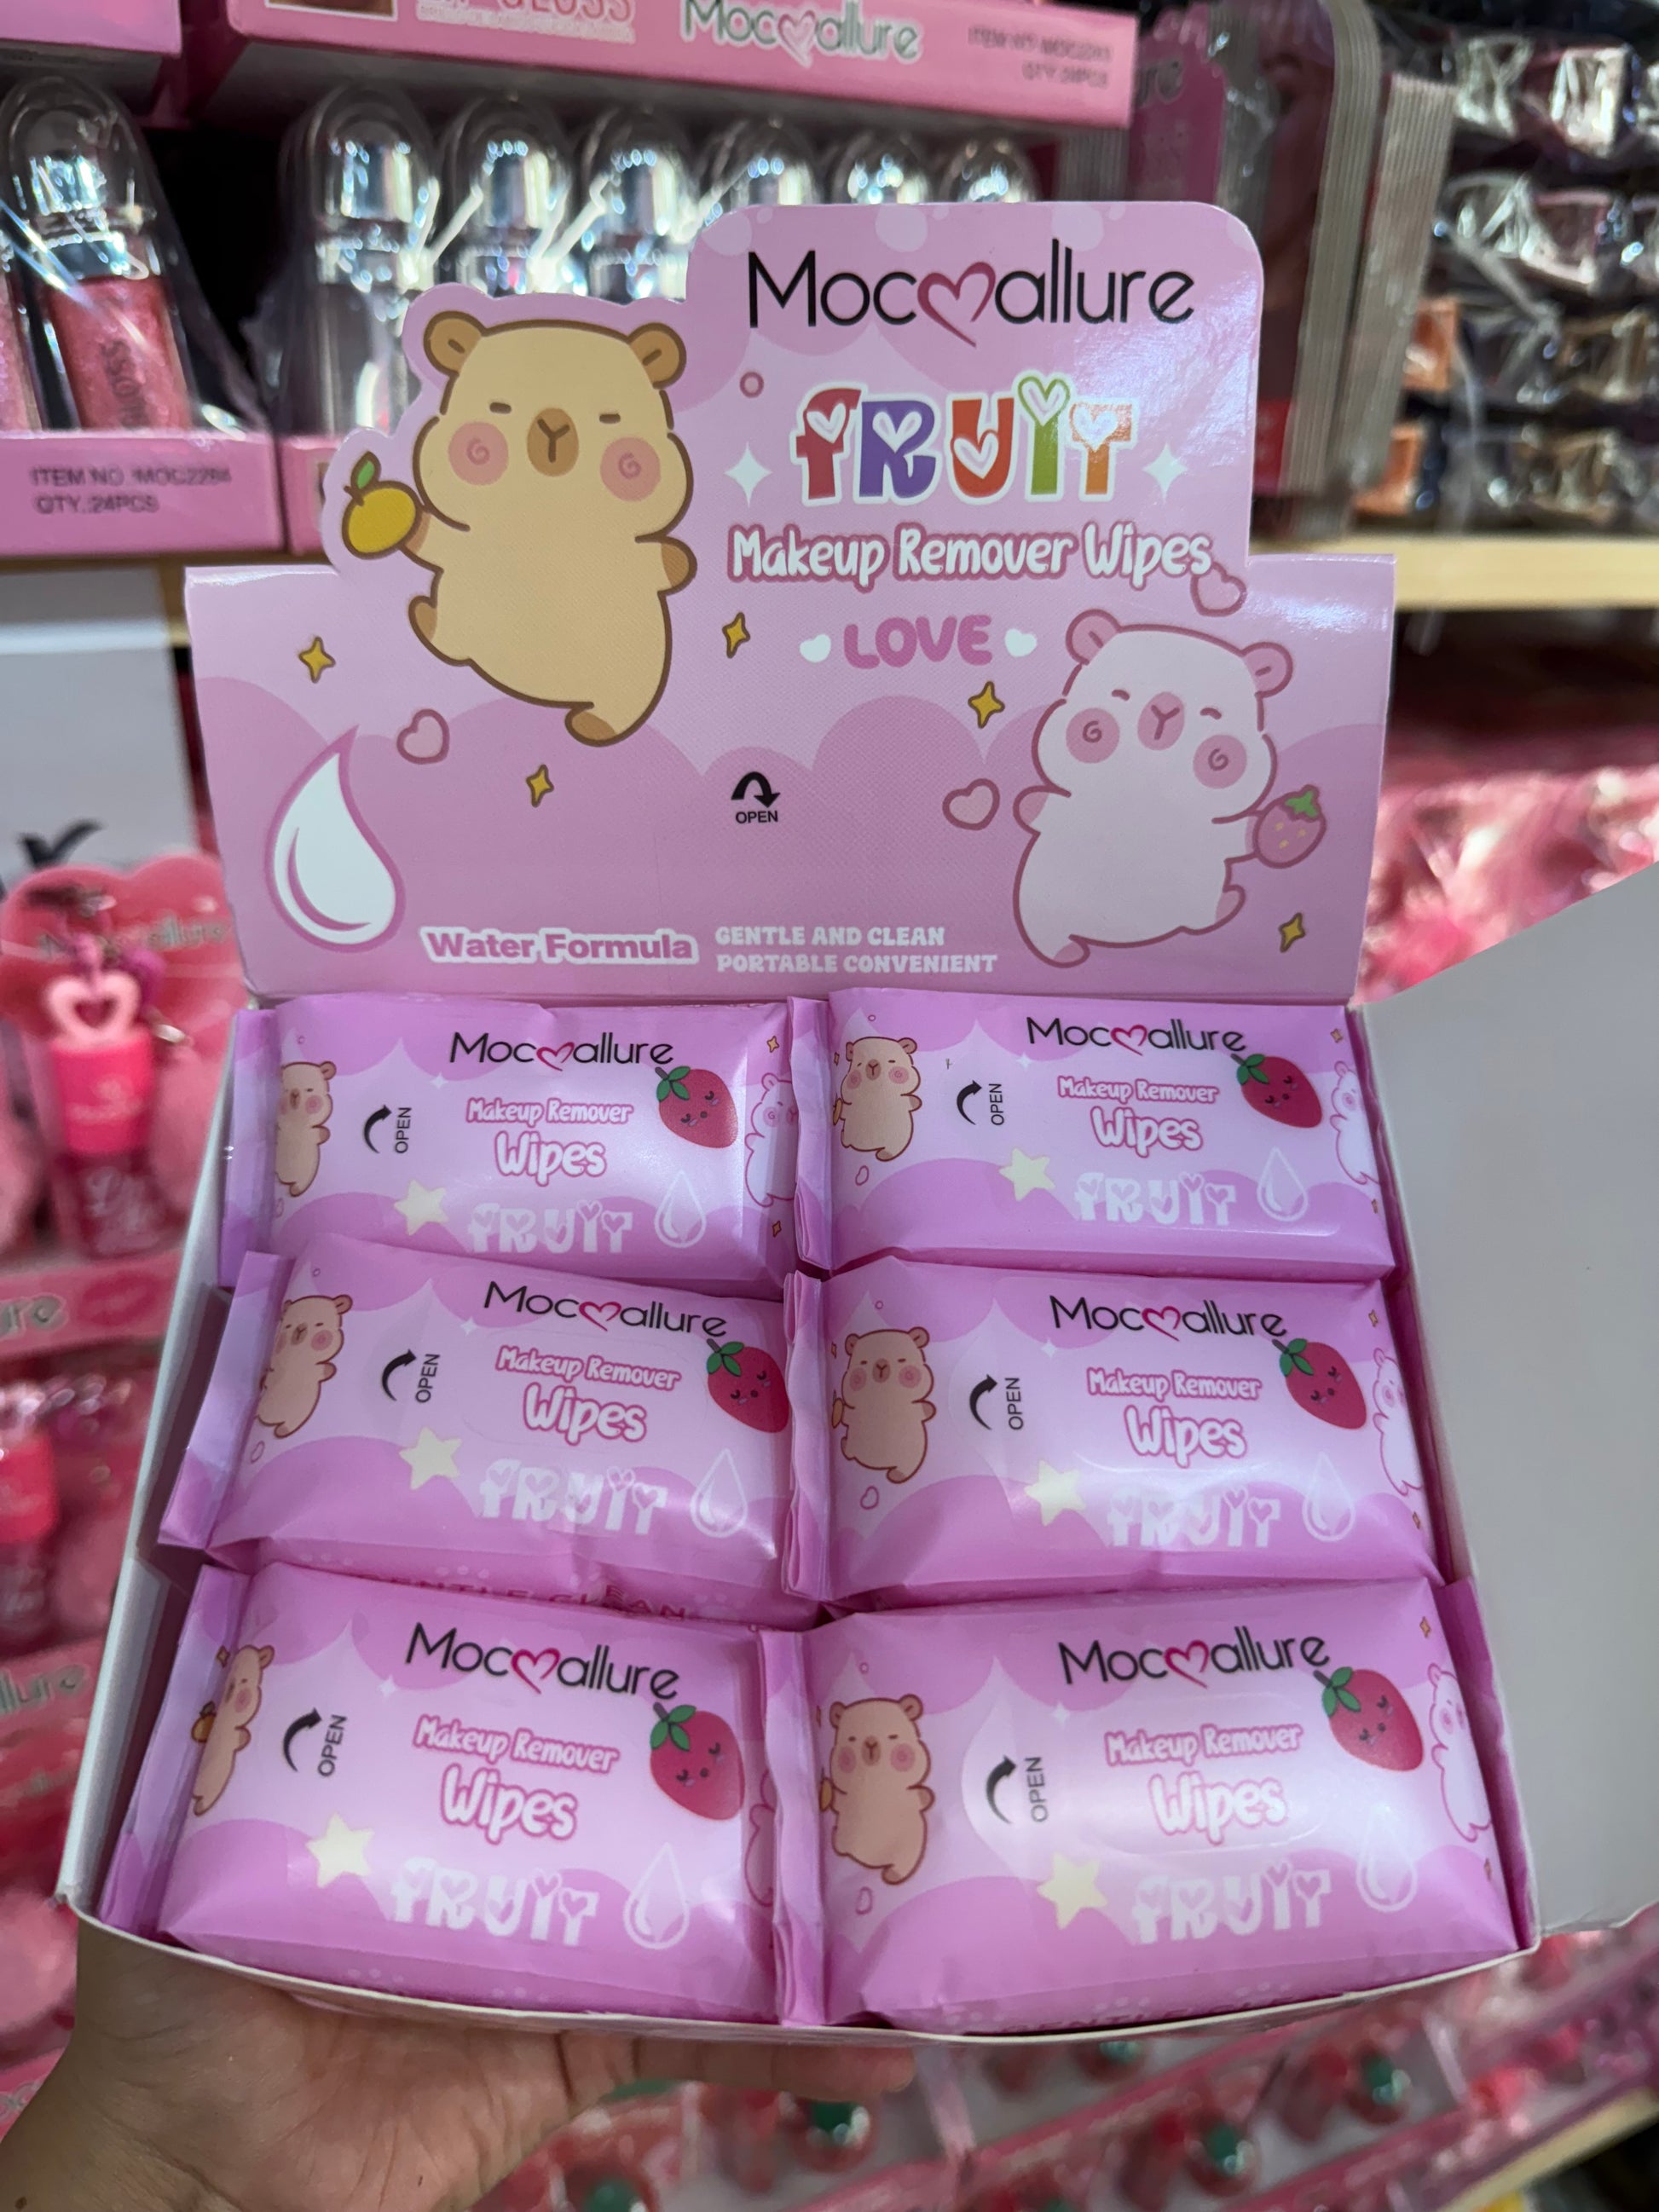 GLOSS
Mocallure
ITEM NO.:MOC2284
QTY.:24PCS
Mocallure
FRUIT
Makeup Remover Wipes
LOVE
OPEN
Water Formula
GENTLE AND CLEAN
PORTABLE CONVENIENT
Mocallure
Makeup Remover
Wipes
OPEN
FRUIT
Mocallure
Makeup Remover
Wipes
OPEN
FRUIT
Mocallure
Makeup Remover
Wipes
OPEN
FRUIT
Mocallure
Makeup Remover
Wipes
OPEN
FRUIT
Mocallure
Makeup Remover
Wipes
OPEN
FRUIT
Mocallure
Makeup Remover
Wipes
OPEN
FRUIT